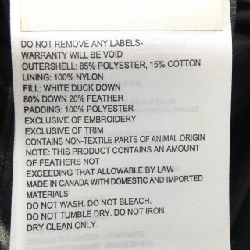 DO NOT REMOVE ANY LABELS-
WARRANTY WILL BE VOID
OUTERSHELL: 85% POLYESTER, 15% COTTON
LINING: 100% NYLON
FILL: WHITE DUCK DOWN
80% DOWN 20% FEATHER
PADDING: 100% POLYESTER
EXCLUSIVE OF EMBROIDERY
EXCLUSIVE OF TRIM
CONTAINS NON-TEXTILE PARTS OF ANIMAL ORIGIN
NOTE: THIS PRODUCT CONTAINS AN AMOUNT
OF FEATHERS NOT
EXCEEDING THAT ALLOWABLE BY LAW
MADE IN CANADA WITH DOMESTIC AND IMPORTED
MATERIALS
DO NOT WASH. DO NOT BLEACH.
DO NOT TUMBLE DRY. DO NOT IRON
DRY CLEAN ONLY